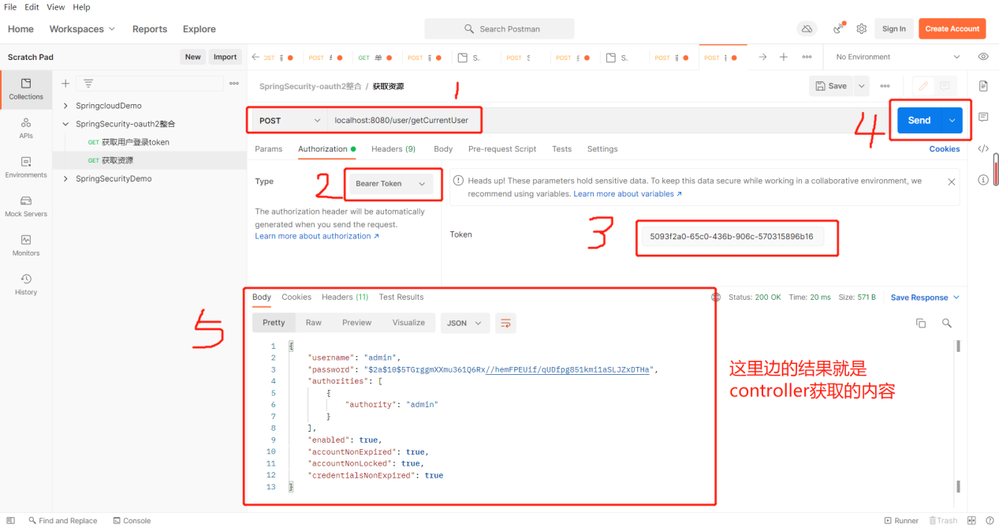 File Edit View Help
Home Workspaces Reports Explore
Search Postman
Sign In Create Account
Scratch Pad New Import
POST GET POST S. POST S POST S. POST POST
No Environment
Collections
APIs
Environments
Mock Servers
Monitors
History
SpringcloudDemo
SpringSecurity-oauth2整合
GET 获取用户登录token
GET 获取资源
SpringSecurityDemo
SpringSecurity-oauth2整合 / 获取资源
Save
1
POST localhost:8080/user/getCurrentUser
Send
4
Params Authorization Headers (9) Body Pre-request Script Tests Settings
Cookies
Type
2
Bearer Token
Heads up! These parameters hold sensitive data. To keep this data secure while working in a collaborative environment, we
recommend using variables. Learn more about variables ↗
The authorization header will be automatically
generated when you send the request.
Learn more about authorization ↗
Token
3
5093f2a0-65c0-436b-906c-570315896b16
5
Body Cookies Headers (11) Test Results
Status: 200 OK Time: 20 ms Size: 571 B Save Response
Pretty Raw Preview Visualize JSON
1 {
2 "username": "admin",
3 "password": "$2a$10$5TGrggmXXmu361Q6Rx//hemFPEUif/qUDfpg851kmi1aSLJZxDTHa",
4 "authorities": [
5 {
6 "authority": "admin"
7 }
8 ],
9 "enabled": true,
10 "accountNonExpired": true,
11 "accountNonLocked": true,
12 "credentialsNonExpired": true
13 }
这里边的结果就是
controller获取的内容
Find and Replace Console
Runner Trash